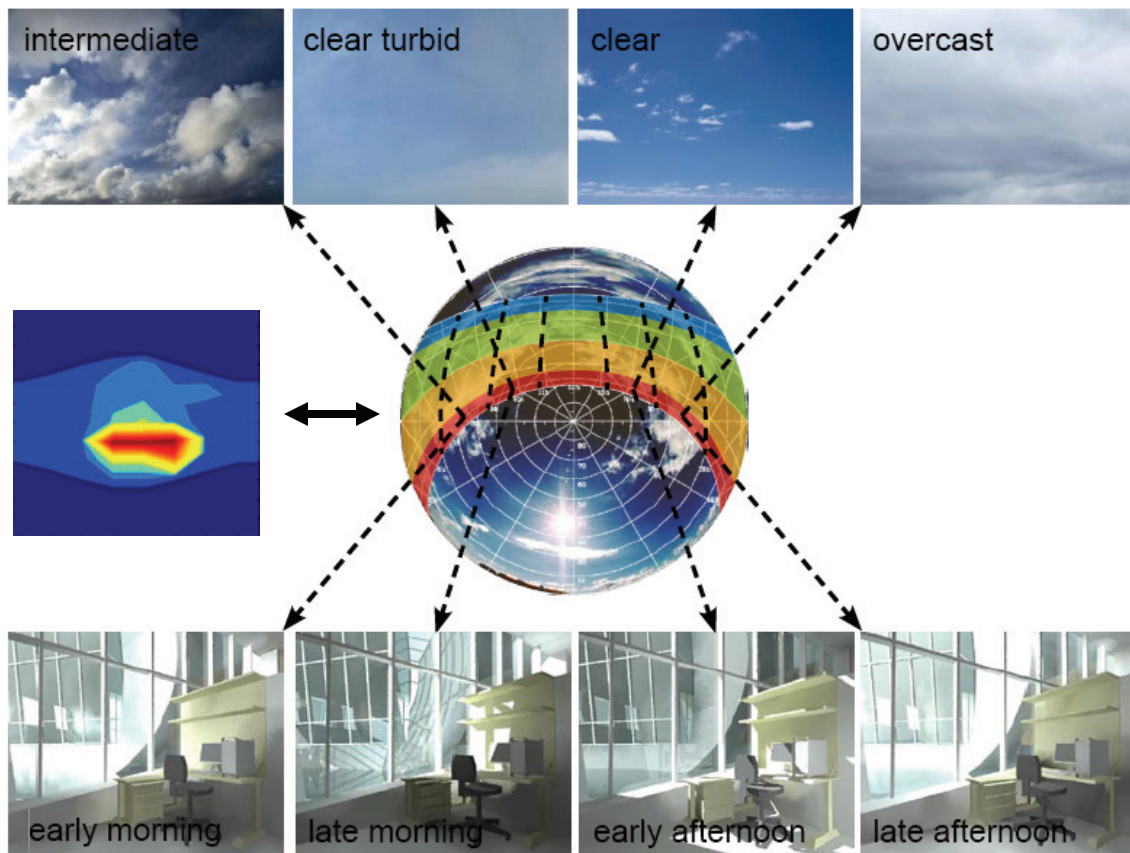 intermediate
clear turbid
clear
overcast
early morning
late morning
early afternoon
late afternoon